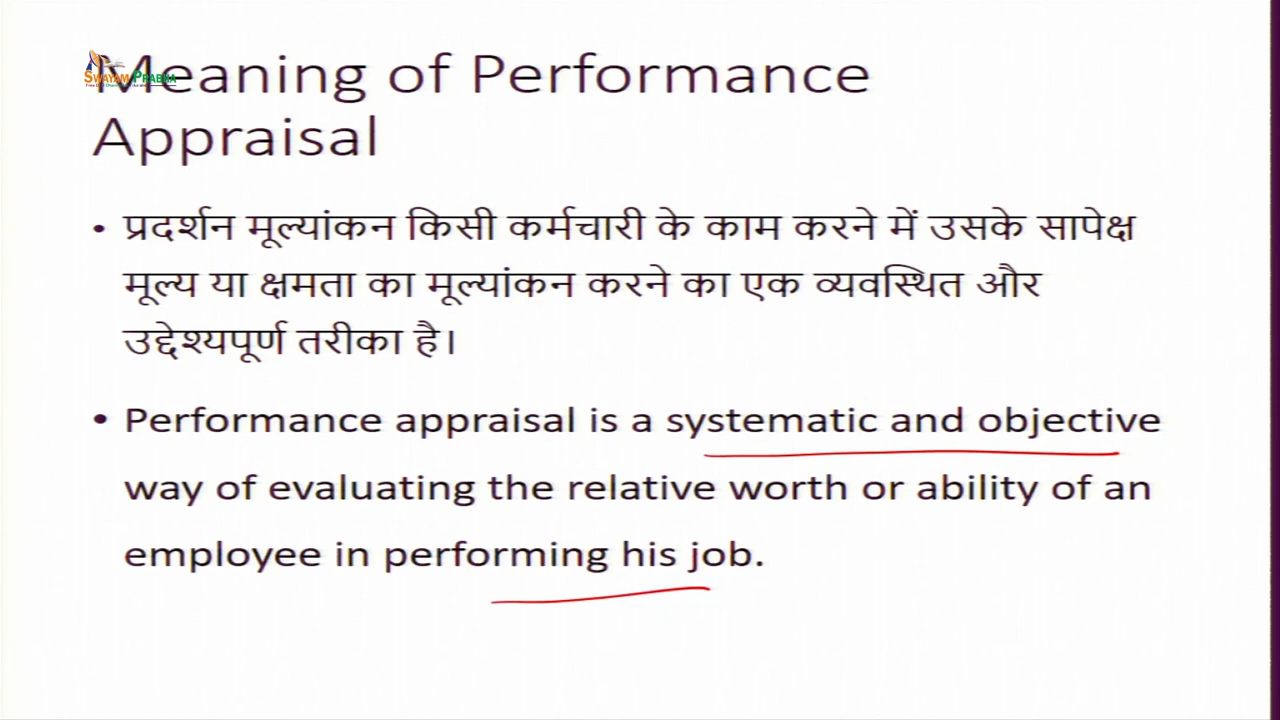 Meaning of Performance
SWAYAM PRABHA
Appraisal
• प्रदर्शन मूल्यांकन किसी कर्मचारी के काम करने में उसके सापेक्ष
मूल्य या क्षमता का मूल्यांकन करने का एक व्यवस्थित और
उद्देश्यपूर्ण तरीका है।
• Performance appraisal is a systematic and objective
way of evaluating the relative worth or ability of an
employee in performing his job.